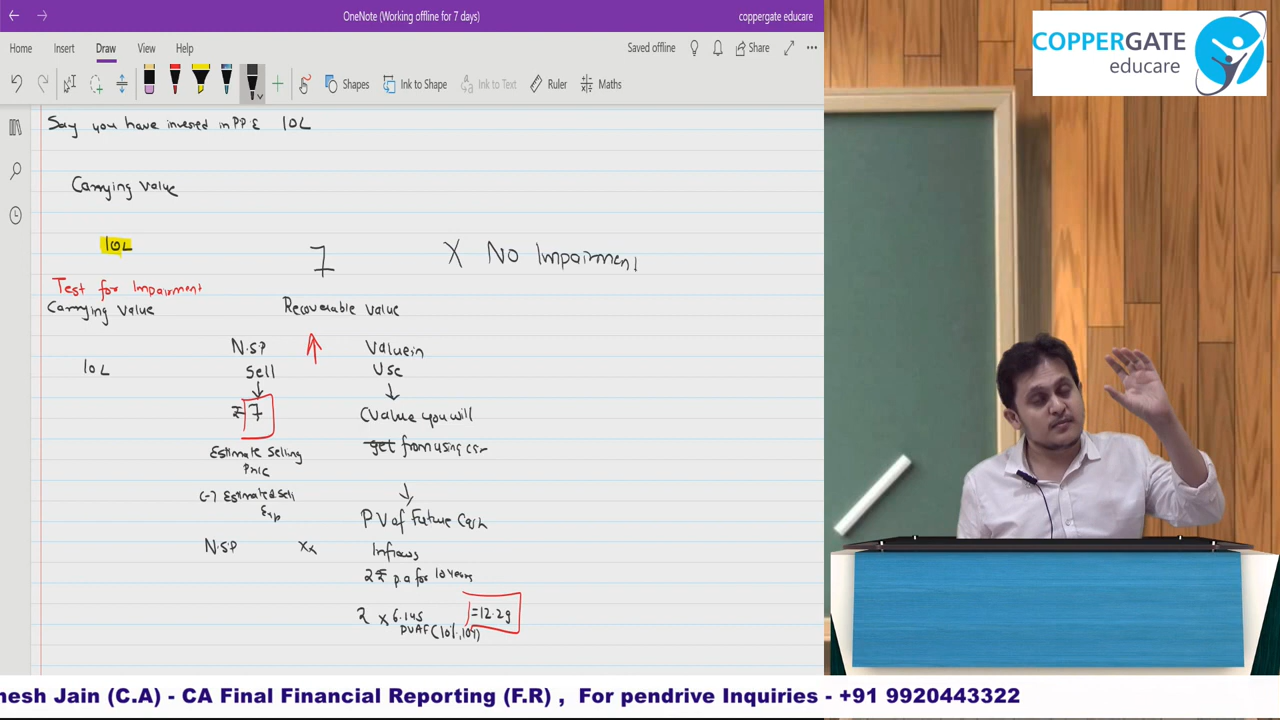 OneNote (Working offline for 7 days)
coppergate educare
Home Insert Draw View Help
Saved offline Share
Shapes Ink to Shape Ink to Text Ruler Maths
COPPERGATE
educare
Say you have invested in PPE 10L
Carrying value
10L
7 X No Impairment
Test for Impairment
Carrying value Recoverable value
N.SP Value in
10L Sell Use
₹ 7 (Value you will
get from using car
Estimate Selling
Price
(-) Estimated Sell
Exp
PV of Future Cash
N.SP xx Inflows
2₹ p.a for 10 years
2 x 6.145 =12.29
PVAF(10%,10Y)
nesh Jain (C.A) - CA Final Financial Reporting (F.R) , For pendrive Inquiries - +91 9920443322